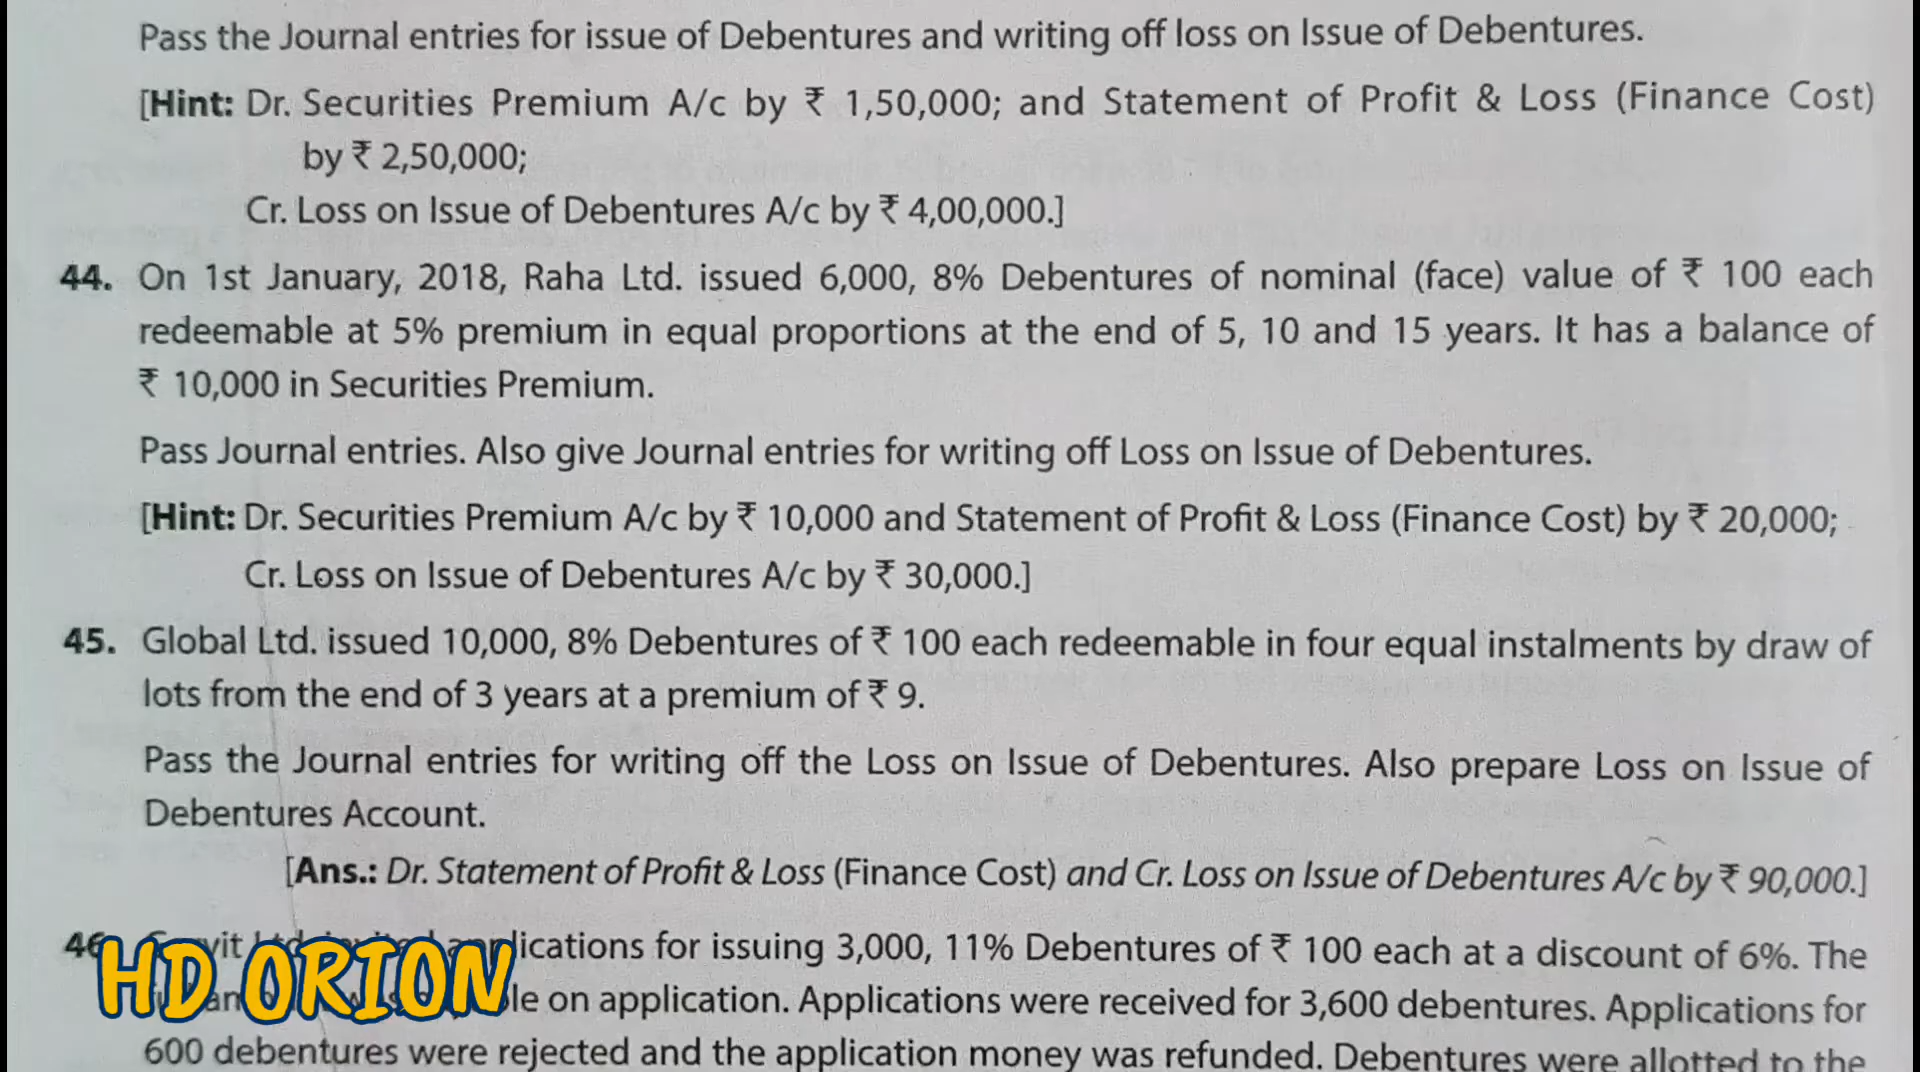 Pass the Journal entries for issue of Debentures and writing off loss on Issue of Debentures.
[Hint: Dr. Securities Premium A/c by ₹ 1,50,000; and Statement of Profit & Loss (Finance Cost)
by ₹ 2,50,000;
Cr. Loss on Issue of Debentures A/c by ₹ 4,00,000.]
44. On 1st January, 2018, Raha Ltd. issued 6,000, 8% Debentures of nominal (face) value of ₹ 100 each
redeemable at 5% premium in equal proportions at the end of 5, 10 and 15 years. It has a balance of
₹ 10,000 in Securities Premium.
Pass Journal entries. Also give Journal entries for writing off Loss on Issue of Debentures.
[Hint: Dr. Securities Premium A/c by ₹ 10,000 and Statement of Profit & Loss (Finance Cost) by ₹ 20,000;
Cr. Loss on Issue of Debentures A/c by ₹ 30,000.]
45. Global Ltd. issued 10,000, 8% Debentures of ₹ 100 each redeemable in four equal instalments by draw of
lots from the end of 3 years at a premium of ₹ 9.
Pass the Journal entries for writing off the Loss on Issue of Debentures. Also prepare Loss on Issue of
Debentures Account.
[Ans.: Dr. Statement of Profit & Loss (Finance Cost) and Cr. Loss on Issue of Debentures A/c by ₹ 90,000.]
46. applications for issuing 3,000, 11% Debentures of ₹ 100 each at a discount of 6%. The
HD ORION
on application. Applications were received for 3,600 debentures. Applications for
600 debentures were rejected and the application money was refunded. Debentures were allotted to the